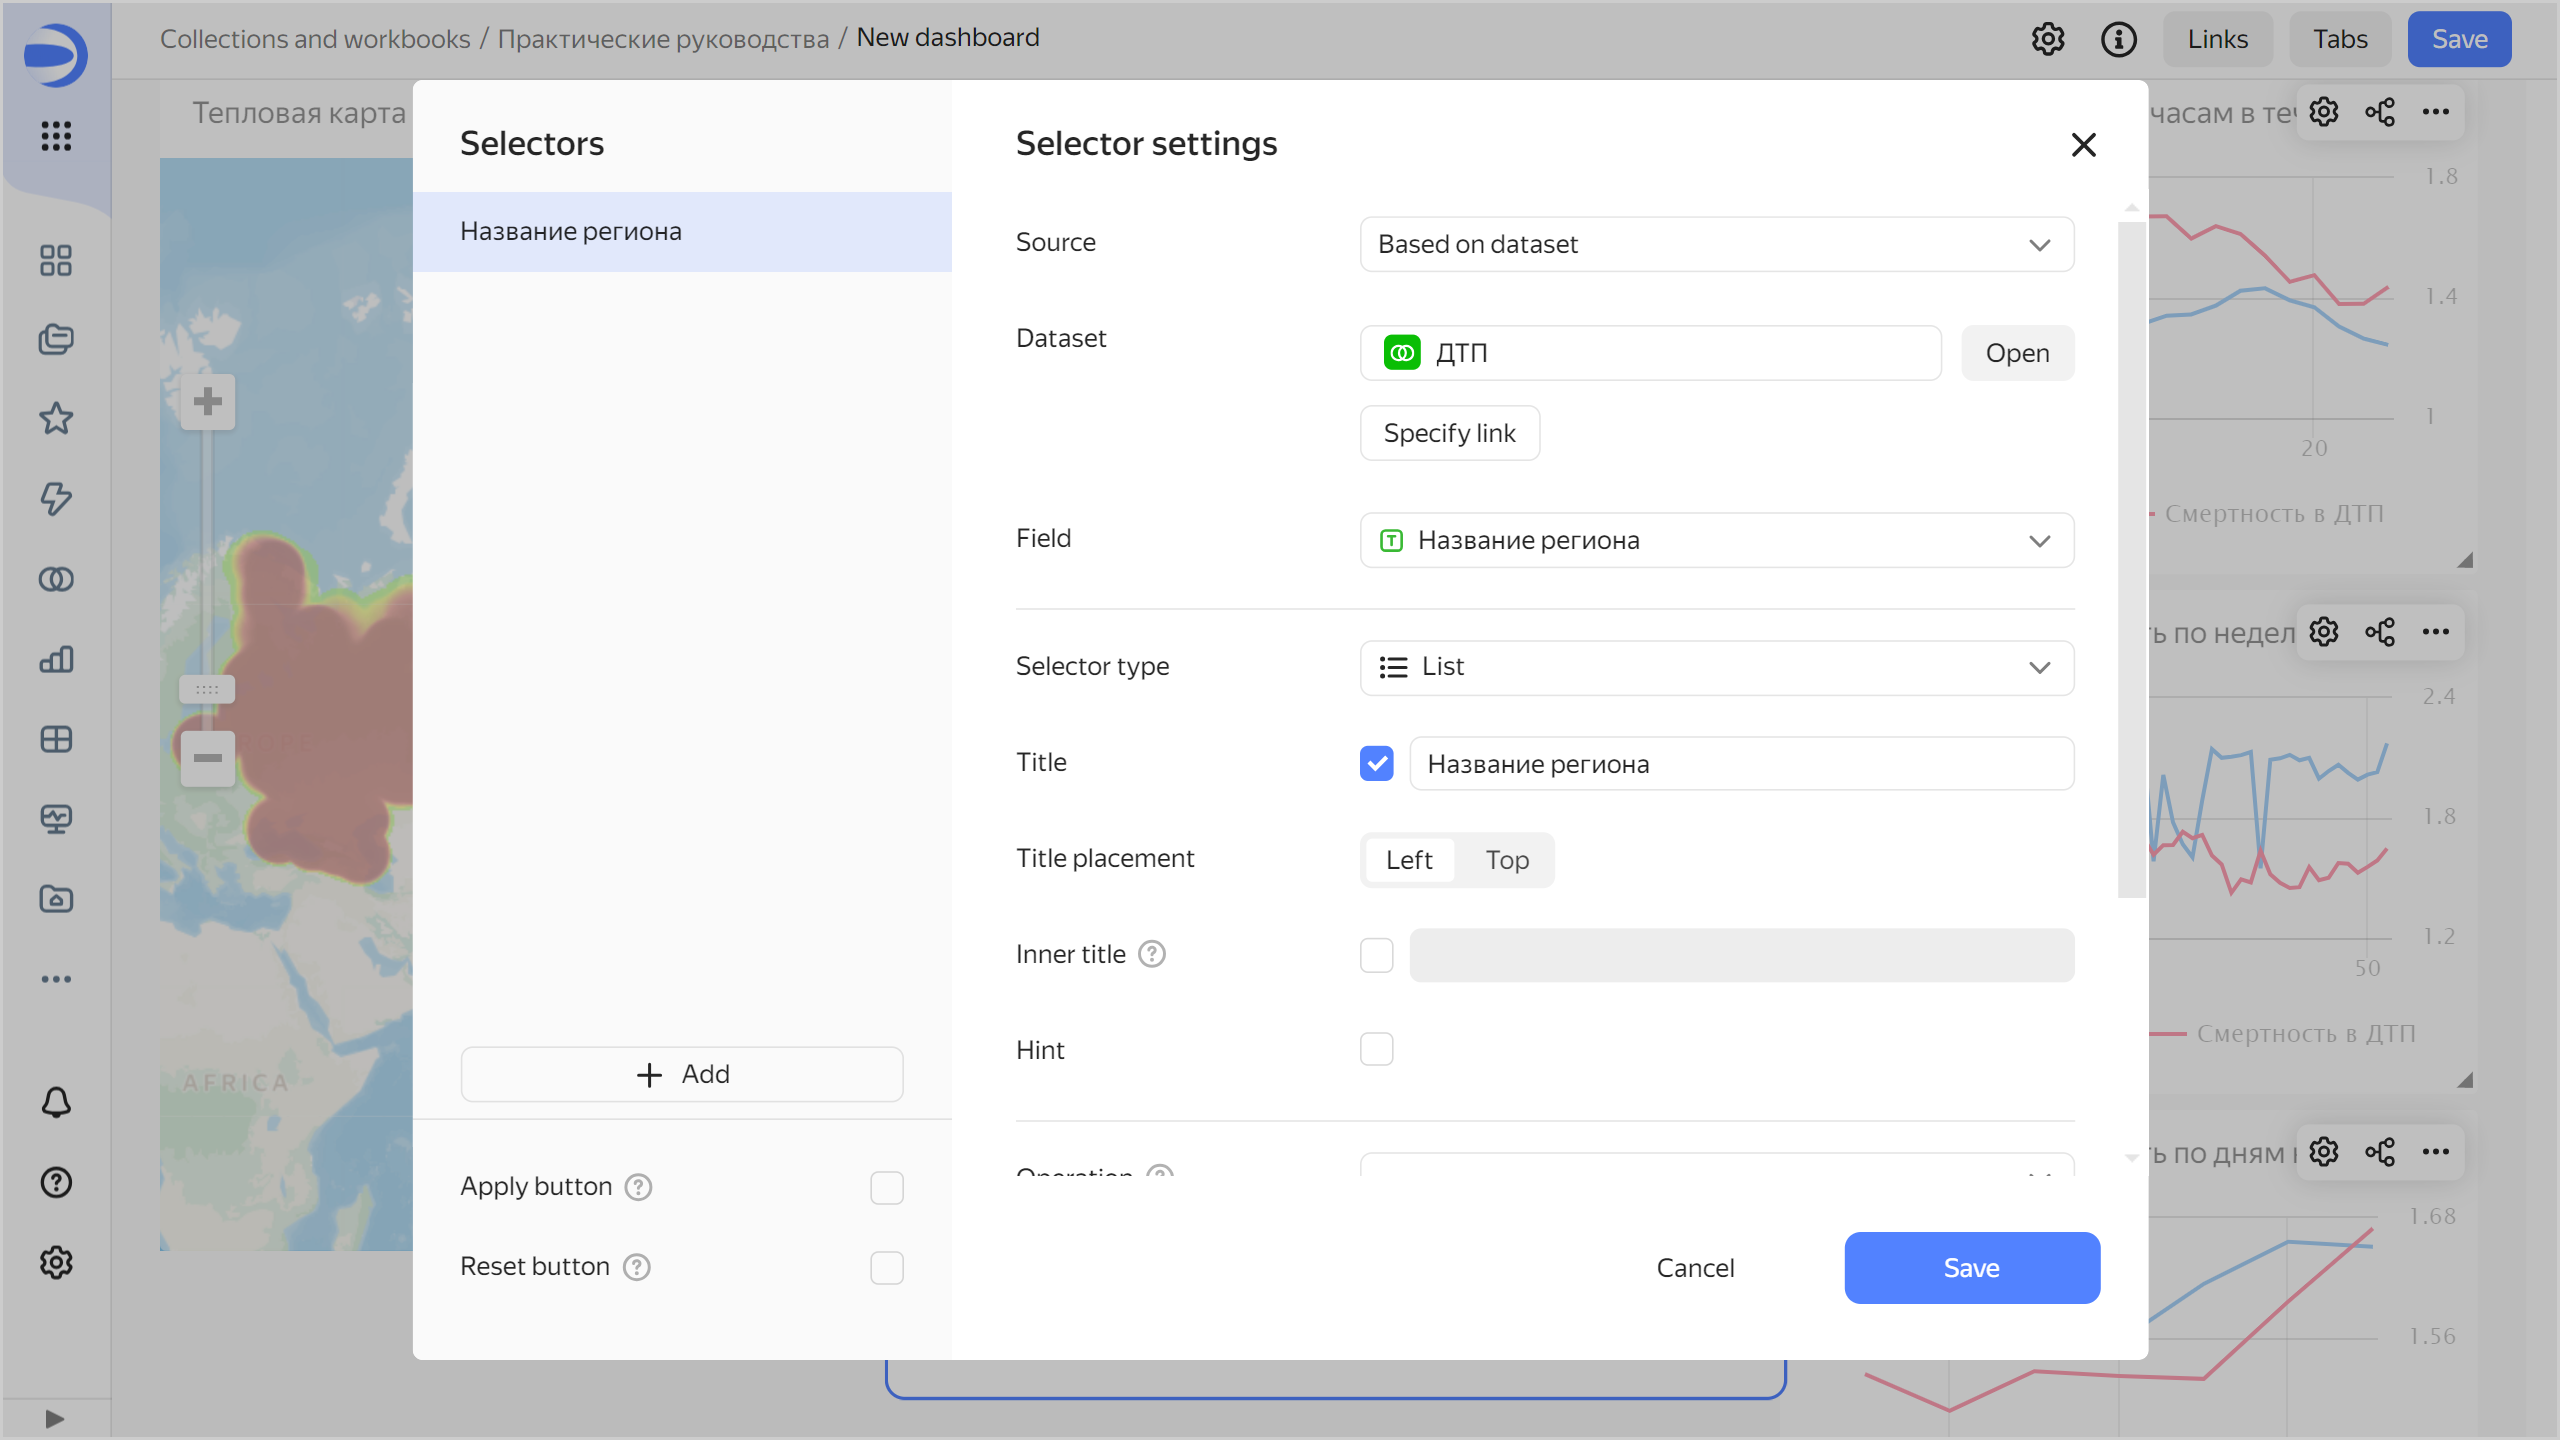 Collections and workbooks / Практические руководства / New dashboard
Links
Tabs
Save
Тепловая карта
AFRICA
Selectors
Название региона
+ Add
Apply button ?
Reset button ?
Selector settings
Source
Based on dataset
Dataset
ДТП
Open
Specify link
Field
Название региона
Selector type
List
Title
Название региона
Title placement
Left
Top
Inner title ?
Hint
Operation ?
Cancel
Save
часам в теч
1.8
1.4
1
20
Смертность в ДТП
ь по недел
2.4
1.8
1.2
50
Смертность в ДТП
ь по дням
1.68
1.56